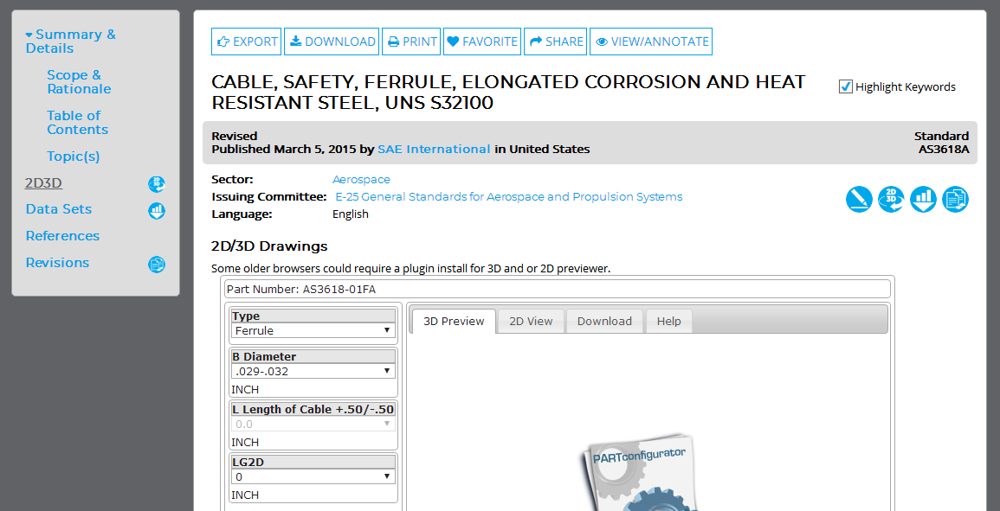 Summary &
Details
Scope &
Rationale
Table of
Contents
Topic(s)
2D3D
Data Sets
References
Revisions
EXPORT DOWNLOAD PRINT FAVORITE SHARE VIEW/ANNOTATE
CABLE, SAFETY, FERRULE, ELONGATED CORROSION AND HEAT
RESISTANT STEEL, UNS S32100
Highlight Keywords
Revised
Published March 5, 2015 by SAE International in United States
Standard
AS3618A
Sector: Aerospace
Issuing Committee: E-25 General Standards for Aerospace and Propulsion Systems
Language: English
2D
3D
2D/3D Drawings
Some older browsers could require a plugin install for 3D and or 2D previewer.
Part Number: AS3618-01FA
Type
Ferrule
B Diameter
.029-.032
INCH
L Length of Cable +.50/-.50
0.0
INCH
LG2D
0
INCH
3D Preview 2D View Download Help
PARTconfigurator